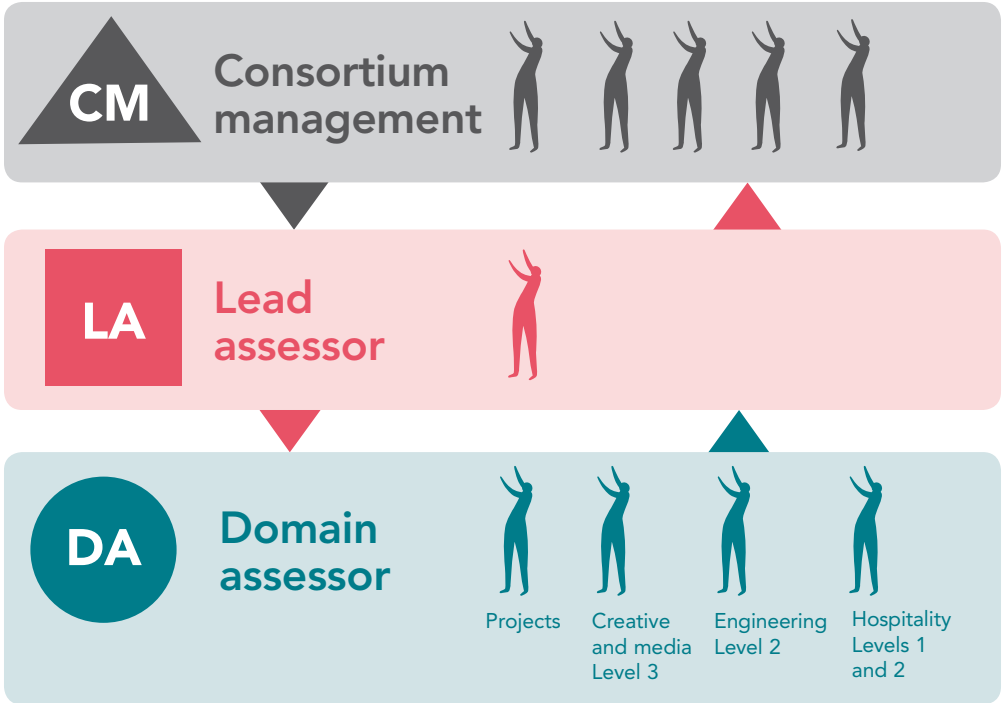 CM
Consortium
management
LA
Lead
assessor
DA
Domain
assessor
Projects
Creative
and media
Level 3
Engineering
Level 2
Hospitality
Levels 1
and 2